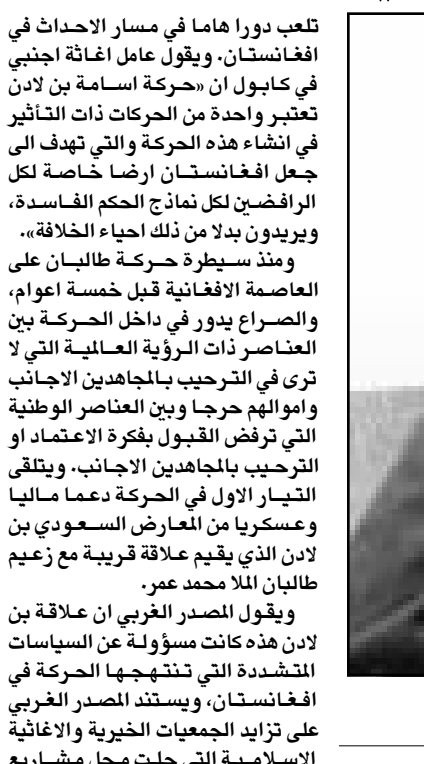 تلعب دورا هاما في مسار الاحداث في
افغانستان. ويقول عامل اغاثة اجنبي
في كابول ان «حركة اسامة بن لادن
تعتبر واحدة من الحركات ذات التأثير
في انشاء هذه الحركة والتي تهدف الى
جعل افغانستان ارضا خاصة لكل
الرافضين لكل نماذج الحكم الفاسدة،
ويريدون بدلا من ذلك احياء الخلافة».
ومنذ سيطرة حركة طالبان على
العاصمة الافغانية قبل خمسة اعوام،
والصراع يدور في داخل الحركة بين
العناصر ذات الرؤية العالمية التي لا
ترى في الترحيب بالمجاهدين الاجانب
واموالهم حرجا وبين العناصر الوطنية
التي ترفض القبول بفكرة الاعتماد او
الترحيب بالمجاهدين الاجانب. ويتلقى
التيار الاول في الحركة دعما ماليا
وعسكريا من المعارض السعودي بن
لادن الذي يقيم علاقة قريبة مع زعيم
طالبان الملا محمد عمر.
ويقول المصدر الغربي ان علاقة بن
لادن هذه كانت مسؤولة عن السياسات
المتشددة التي تنتهجها الحركة في
افغانستان، ويستند المصدر الغربي
على تزايد الجمعيات الخيرية والاغاثية
الاسلامية التي حلت محل مشاريع